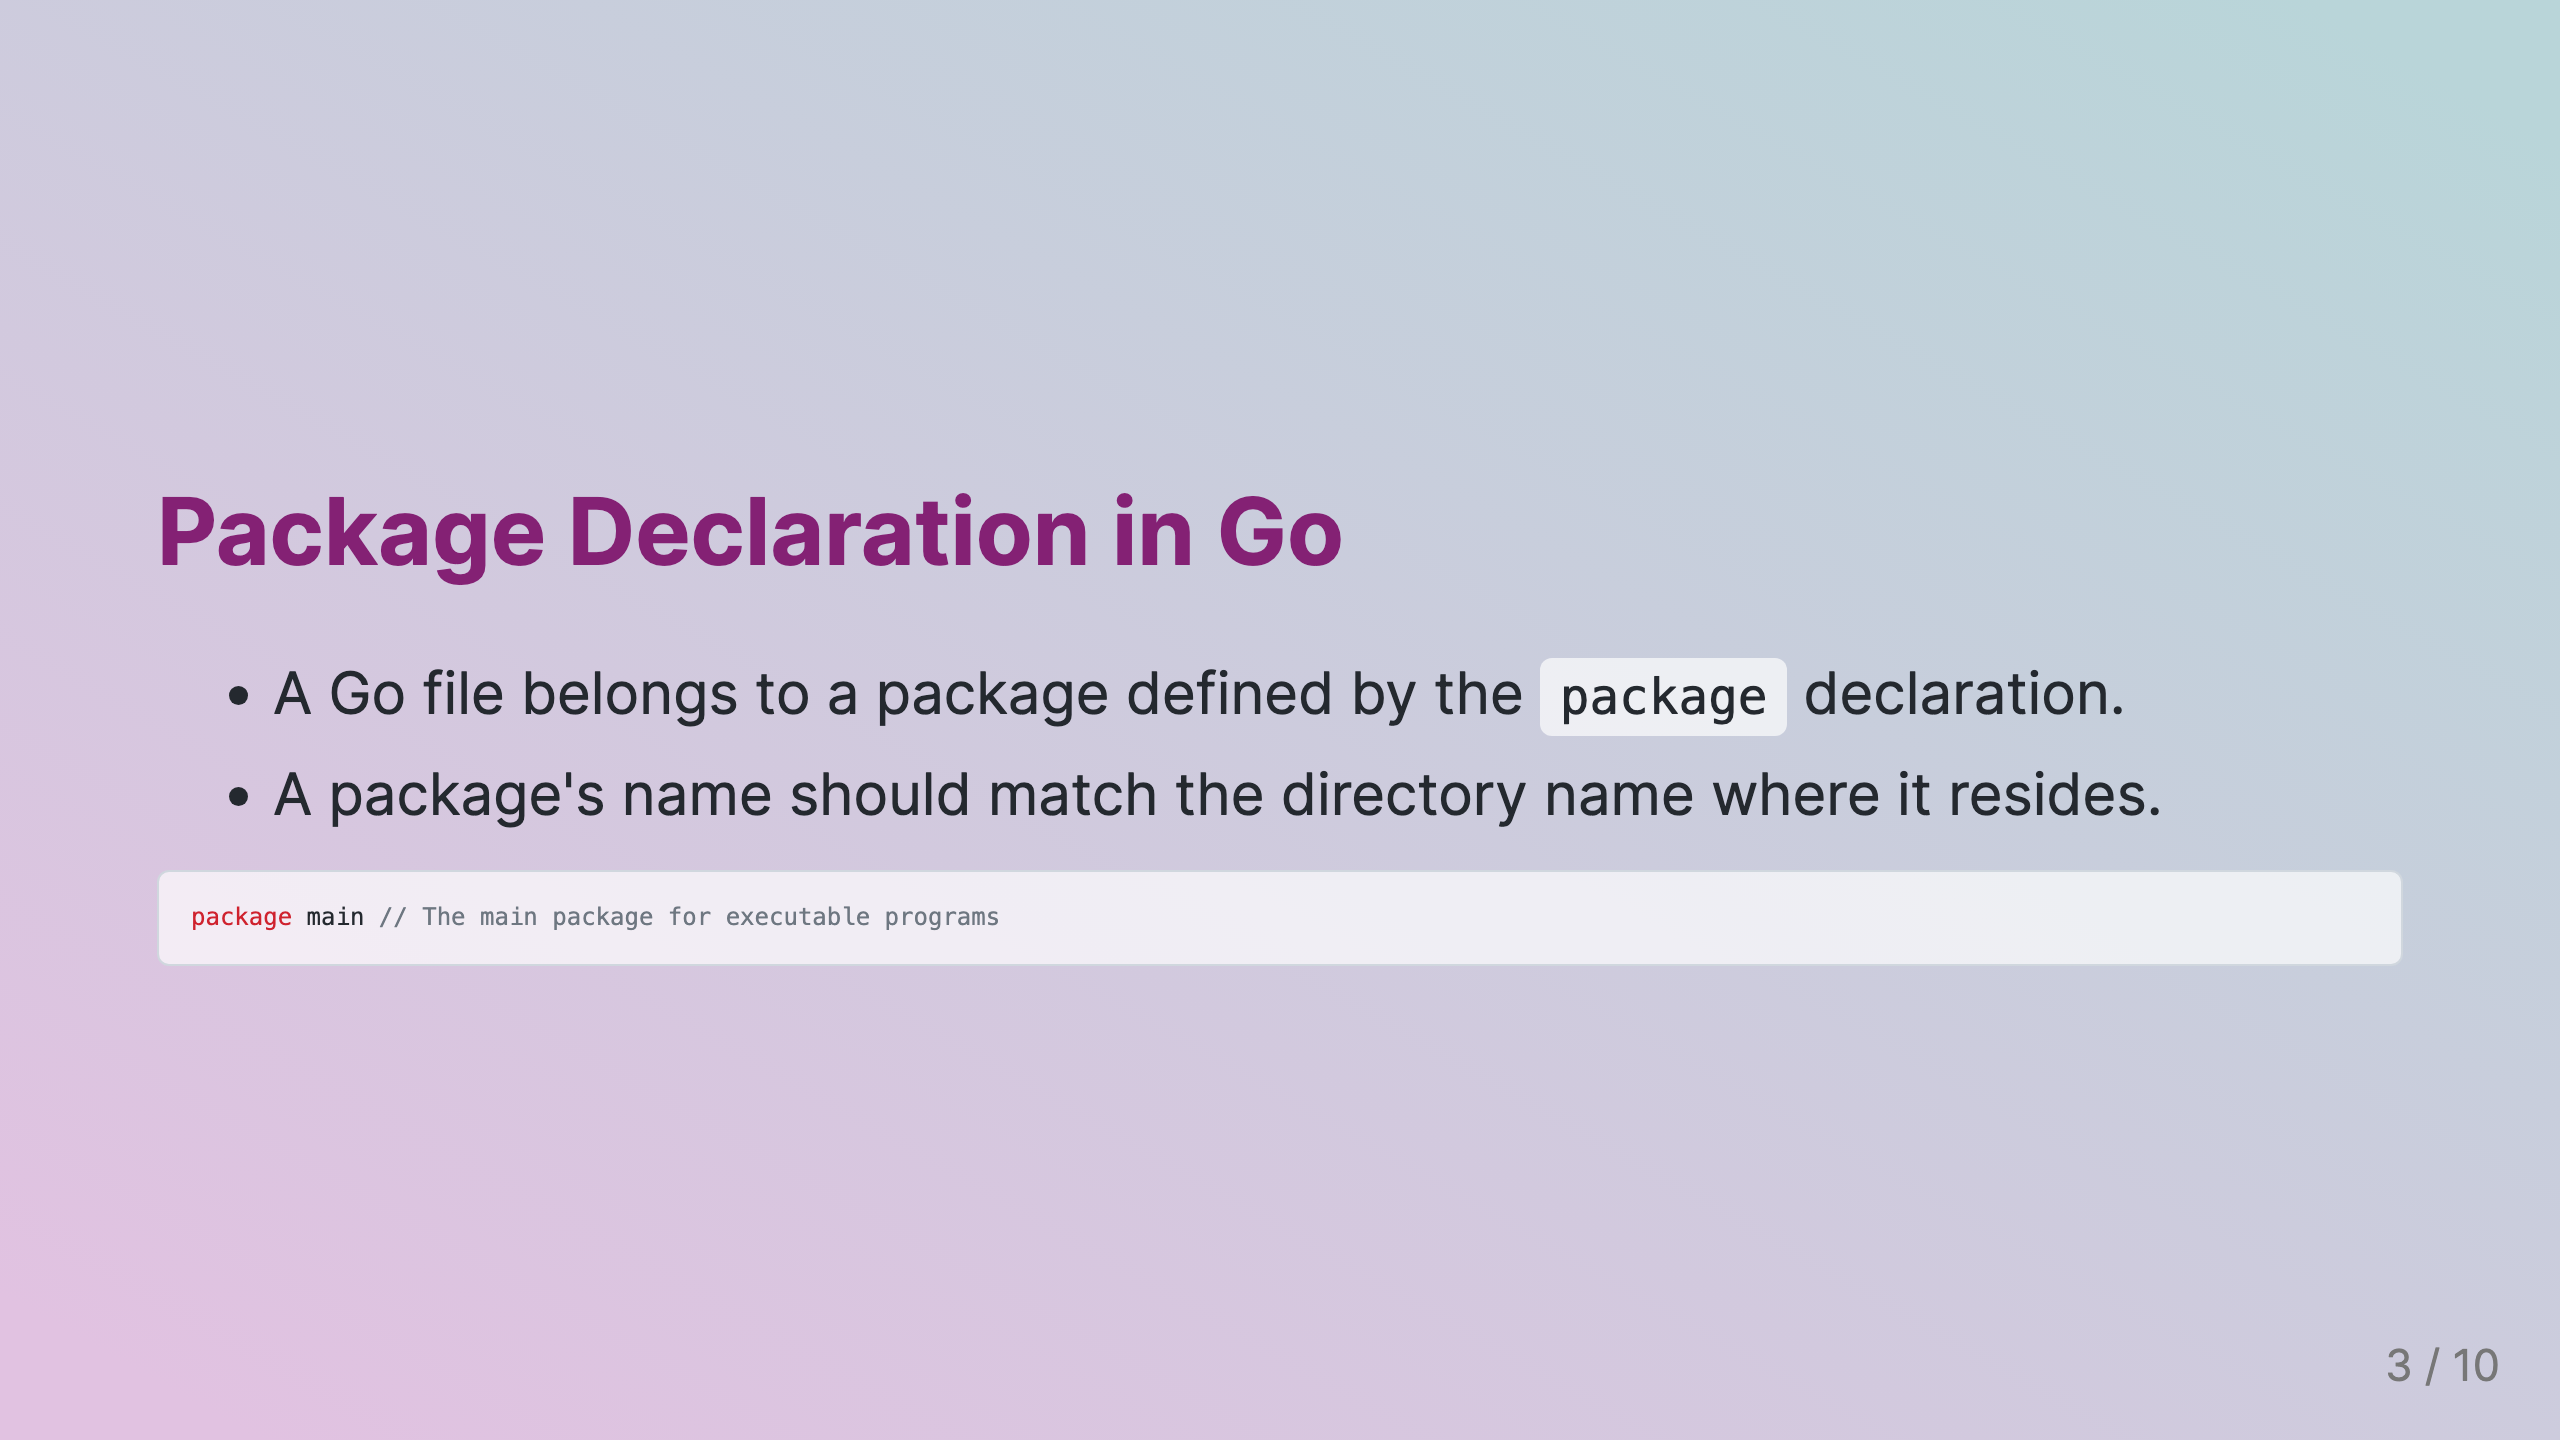 Package Declaration in Go
• A Go file belongs to a package defined by the package declaration.
• A package's name should match the directory name where it resides.
package main // The main package for executable programs
3 / 10